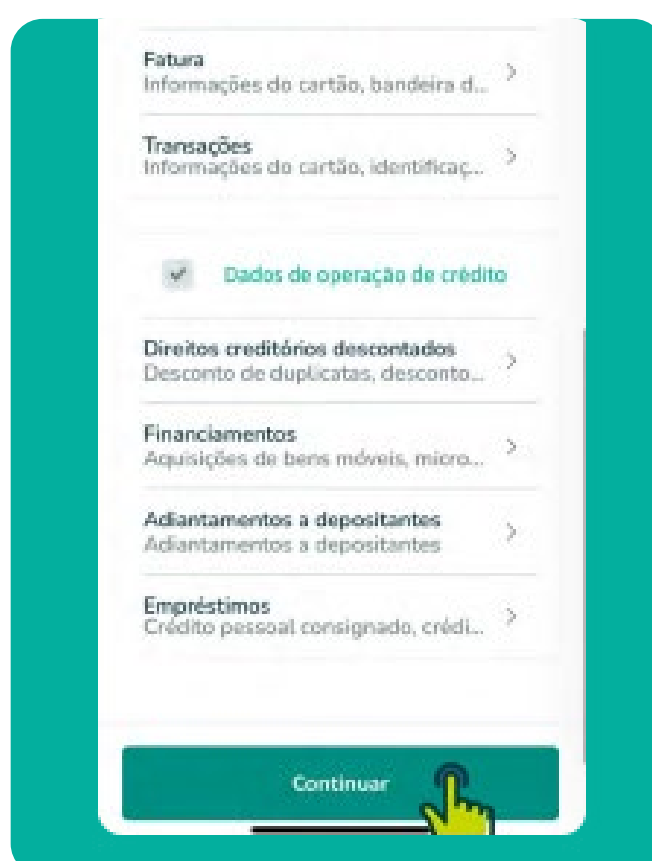 Fatura
Informações do cartão, bandeira d...
Transações
Informações do cartão, identificaç...
Dados de operação de crédito
Direitos creditórios descontados
Desconto de duplicatas, desconto...
Financiamentos
Aquisições de bens móveis, micro...
Adiantamentos a depositantes
Adiantamentos a depositantes
Empréstimos
Crédito pessoal consignado, crédi...
Continuar